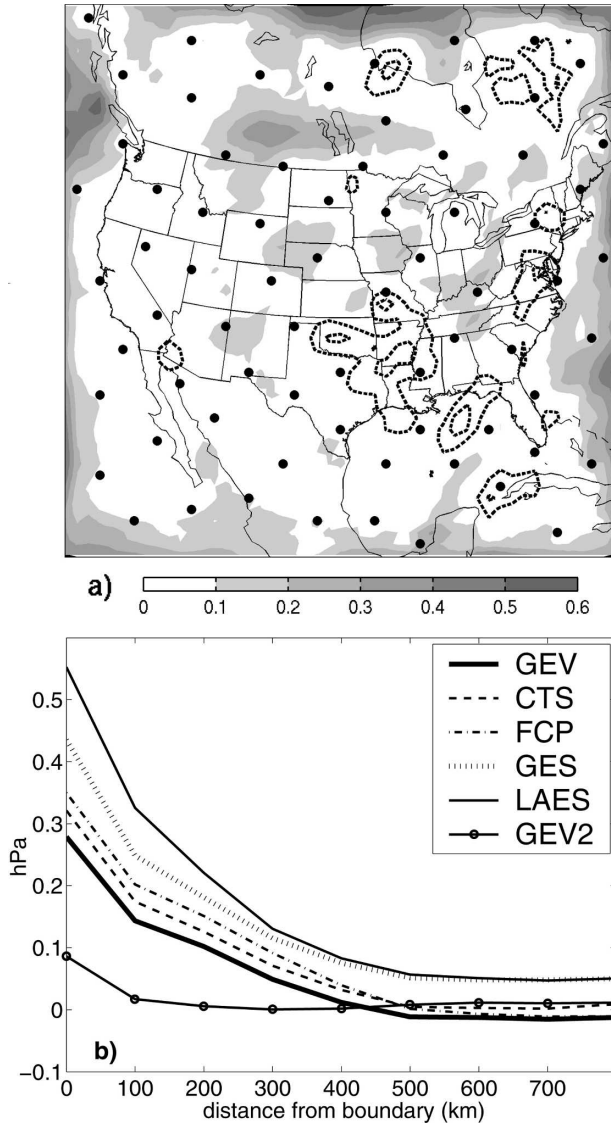 a)
0 0.1 0.2 0.3 0.4 0.5 0.6
GEV
CTS
FCP
GES
LAES
GEV2
0.5
0.4
0.3
0.2
0.1
0
−0.1
hPa
b)
0 100 200 300 400 500 600 700
distance from boundary (km)